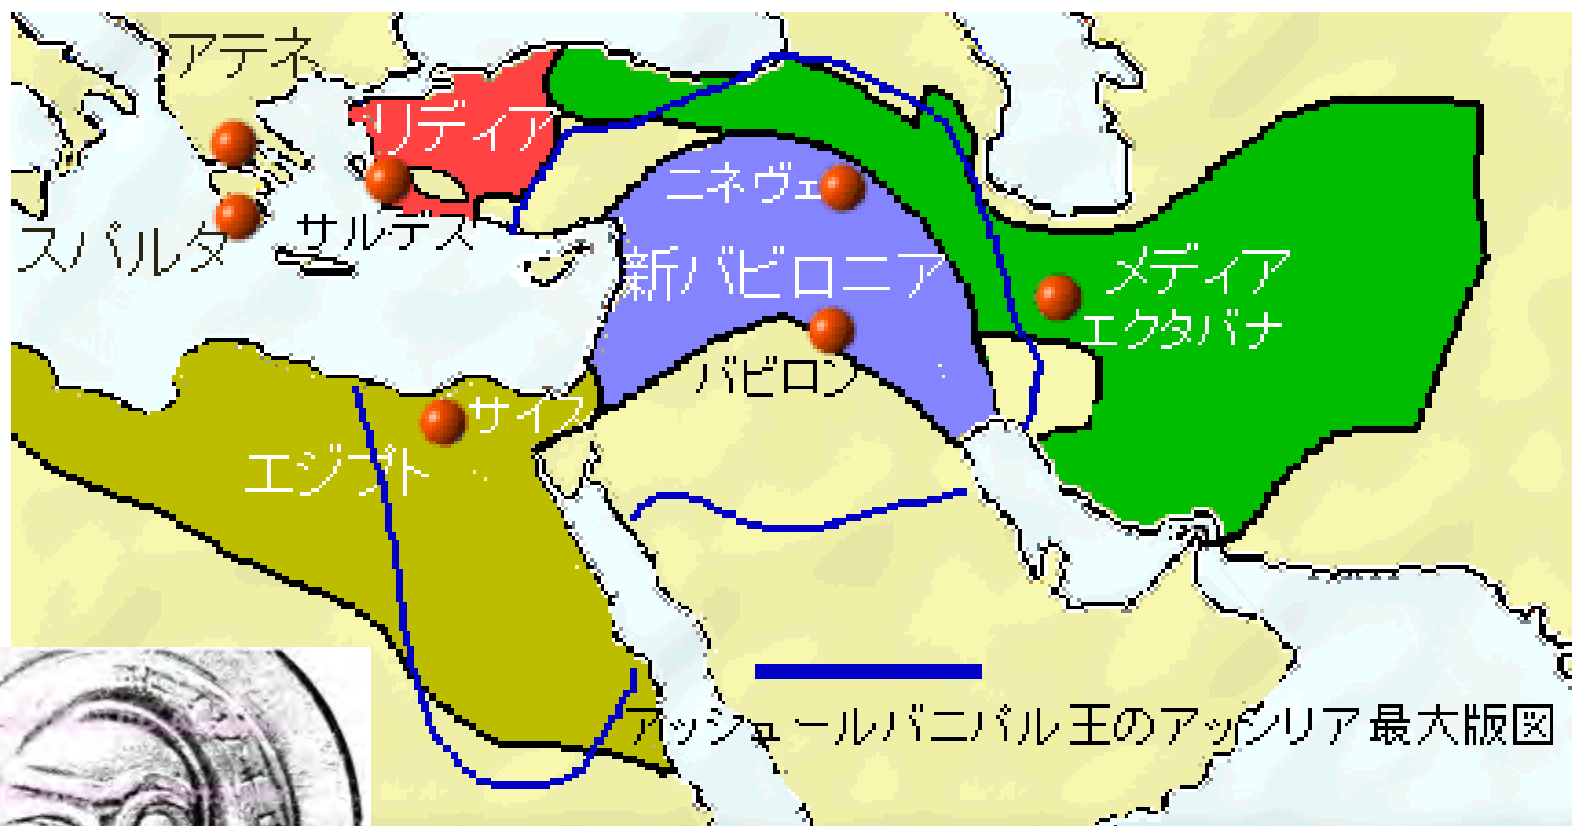 アテネ
リディア
ニネヴェ
スパルタ
サルデス
新バビロニア
メディア
エクタバナ
バビロン
サイス
エジプト
アッシュールバニパル王のアッシリア最大版図